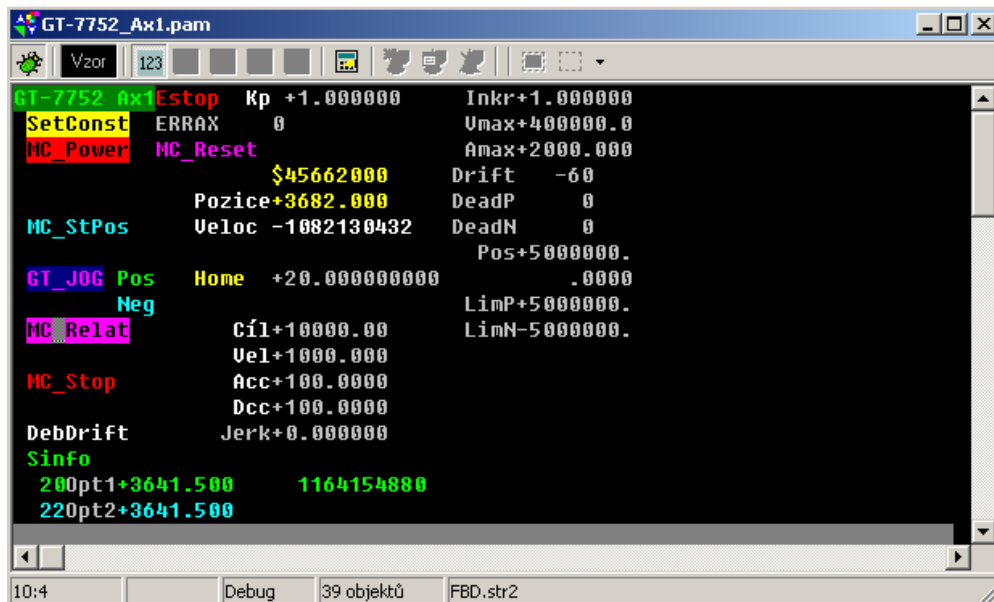 GT-7752_Ax1.pam
Vzor 123
GT-7752 Ax1Estop Kp +1.000000 Inkr+1.000000
SetConst ERRAX 0 Vmax+400000.0
MC_Power MC_Reset Amax+2000.000
$45662000 Drift -60
Pozice+3682.000 DeadP 0
MC_StPos Veloc -1082130432 DeadN 0
Pos+5000000.
GT_JOG Pos Home +20.000000000 .0000
Neg LimP+5000000.
MC Relat Cíl+10000.00 LimN-5000000.
Vel+1000.000
MC_Stop Acc+100.0000
Dcc+100.0000
DebDrift Jerk+0.000000
Sinfo
20Opt1+3641.500 1164154880
22Opt2+3641.500
10:4 Debug 39 objektů FBD.str2